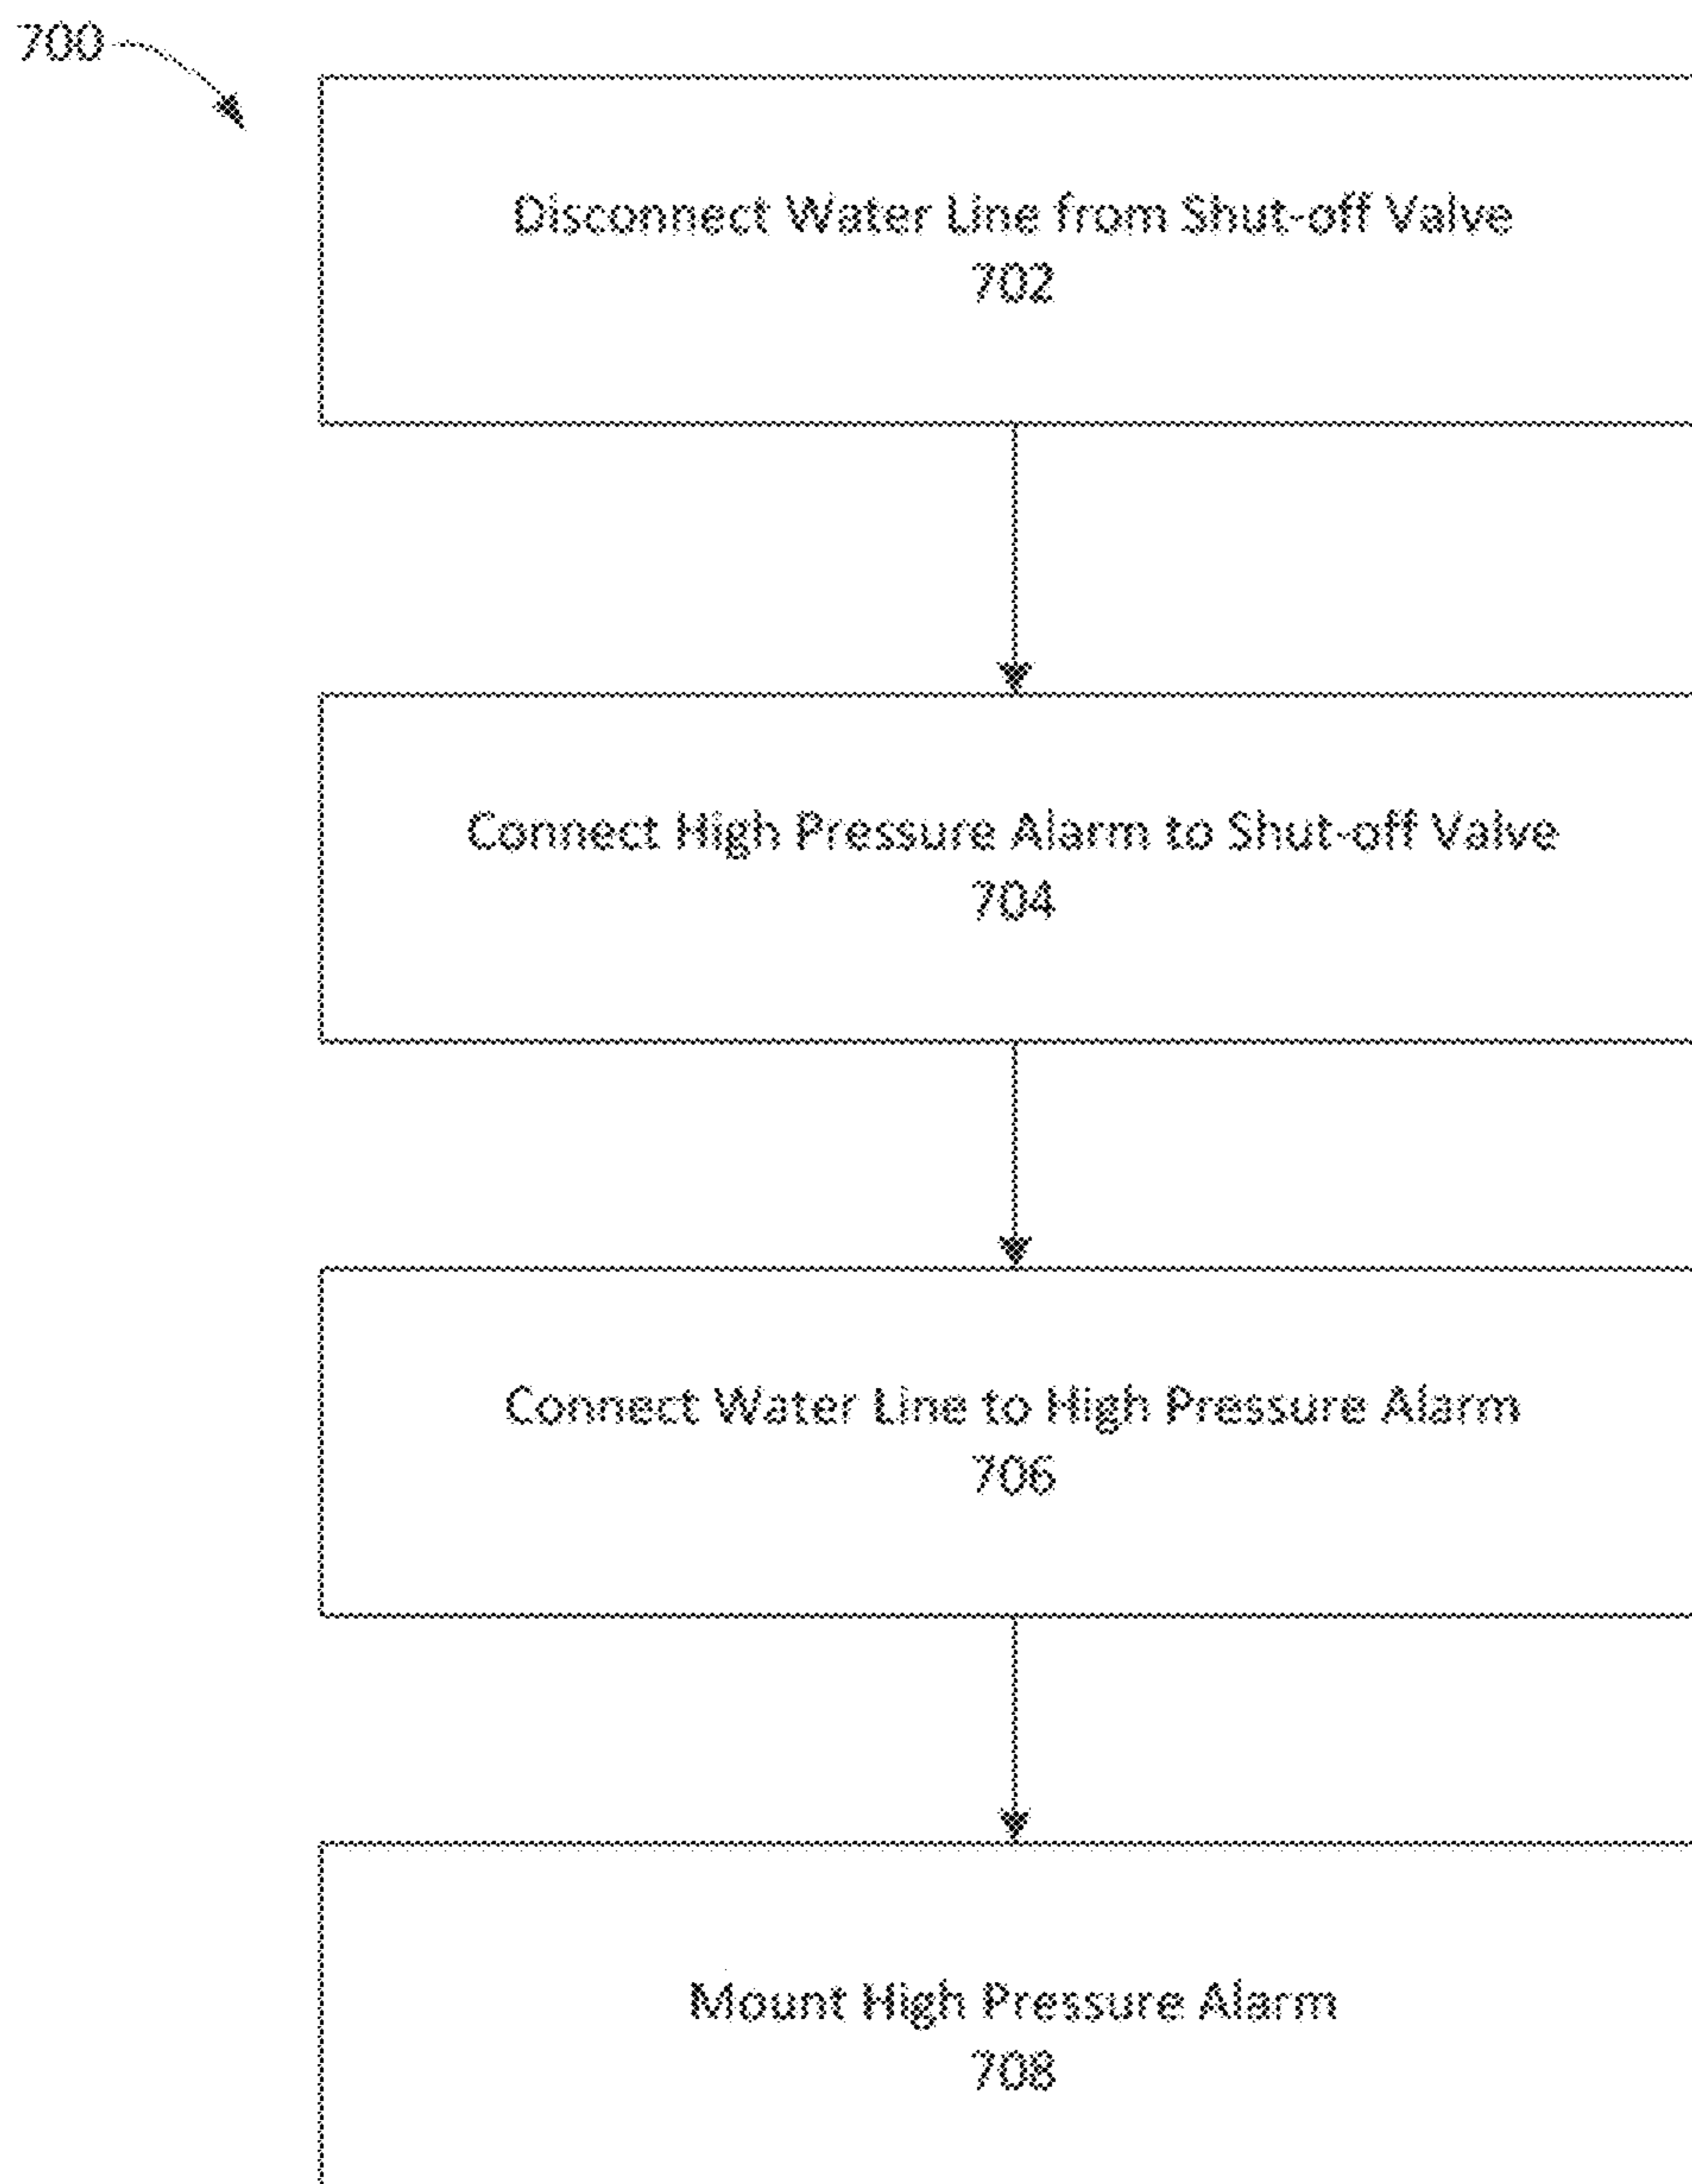 700
Disconnect Water Line from Shut-off Valve
702
Connect High Pressure Alarm to Shut-off Valve
704
Connect Water Line to High Pressure Alarm
706
Mount High Pressure Alarm
708